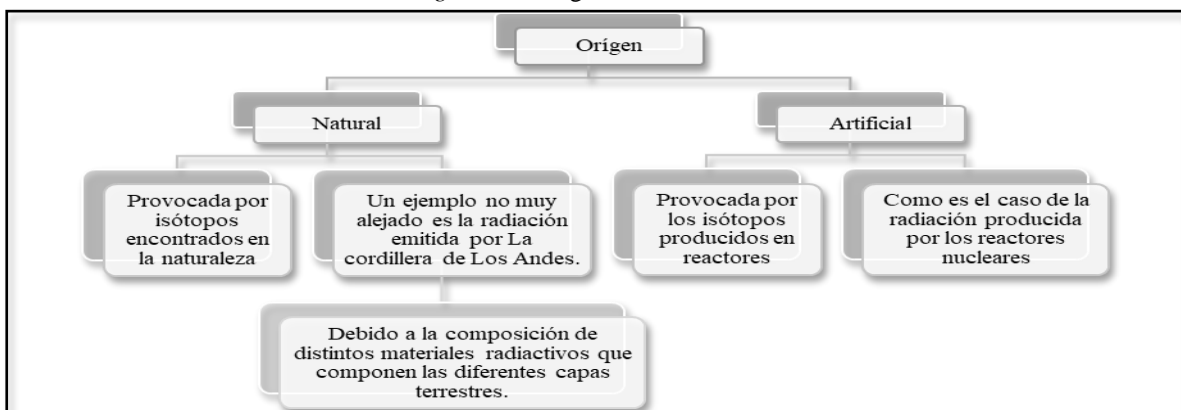 Orígen
Natural
Artificial
Provocada por
isótopos
encontrados en
la naturaleza
Un ejemplo no muy
alejado es la radiación
emitida por La
cordillera de Los Andes.
Provocada por
los isótopos
producidos en
reactores
Como es el caso de la
radiación producida
por los reactores
nucleares
Debido a la composición de
distintos materiales radiactivos que
componen las diferentes capas
terrestres.